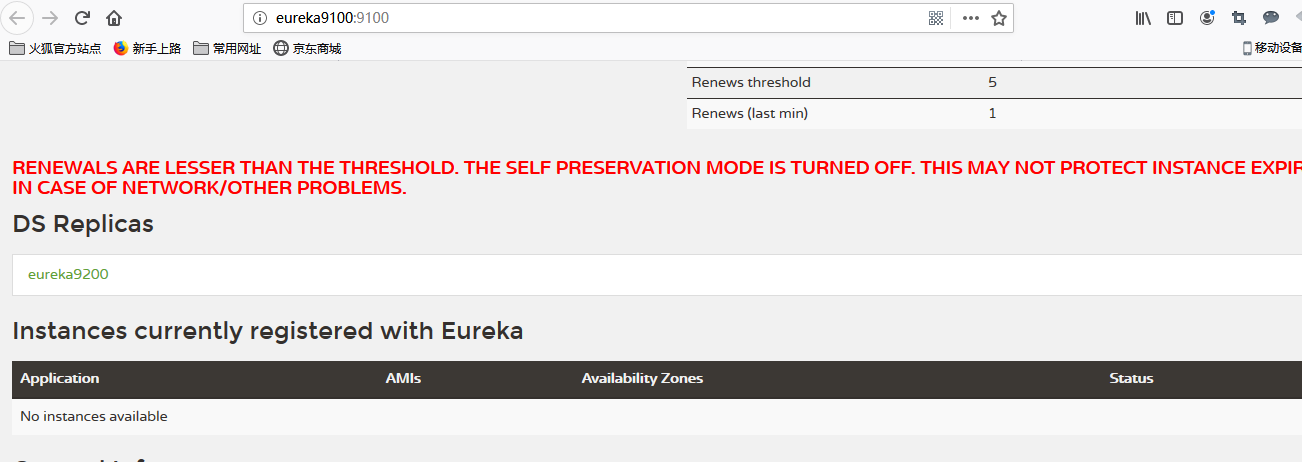 eureka9100:9100
火狐官方站点 新手上路 常用网址 京东商城 移动设备
Renews threshold 5
Renews (last min) 1
RENEWALS ARE LESSER THAN THE THRESHOLD. THE SELF PRESERVATION MODE IS TURNED OFF. THIS MAY NOT PROTECT INSTANCE EXPIR
IN CASE OF NETWORK/OTHER PROBLEMS.
DS Replicas
eureka9200
Instances currently registered with Eureka
Application AMIs Availability Zones Status
No instances available